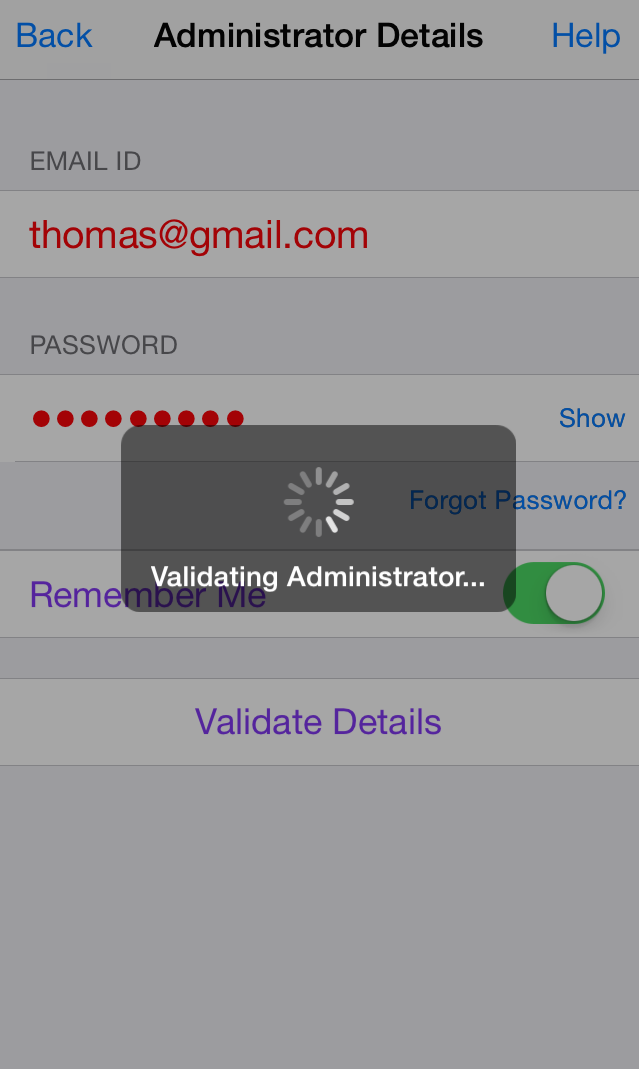 Back Administrator Details Help
EMAIL ID
thomas@gmail.com
PASSWORD
●●●●●●●●● Show
Forgot Password?
Validating Administrator...
Remember Me
Validate Details